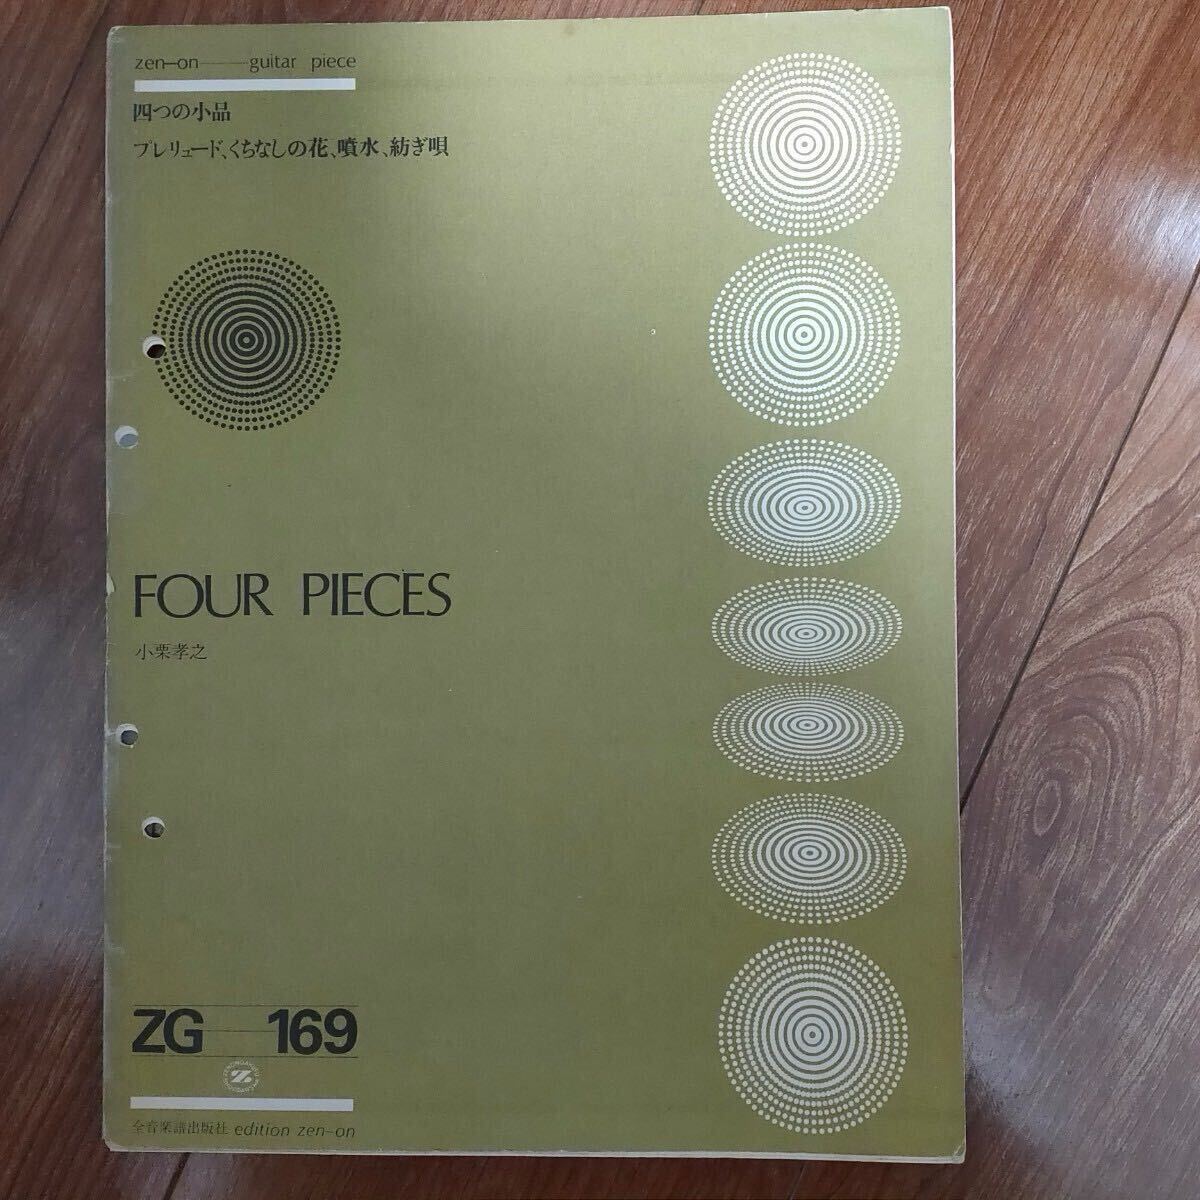 zen-on——guitar piece
四つの小品
プレリュード、くちなしの花、噴水、紡ぎ唄
FOUR PIECES
小栗孝之
ZG—169
Z
全音楽譜出版社 edition zen-on